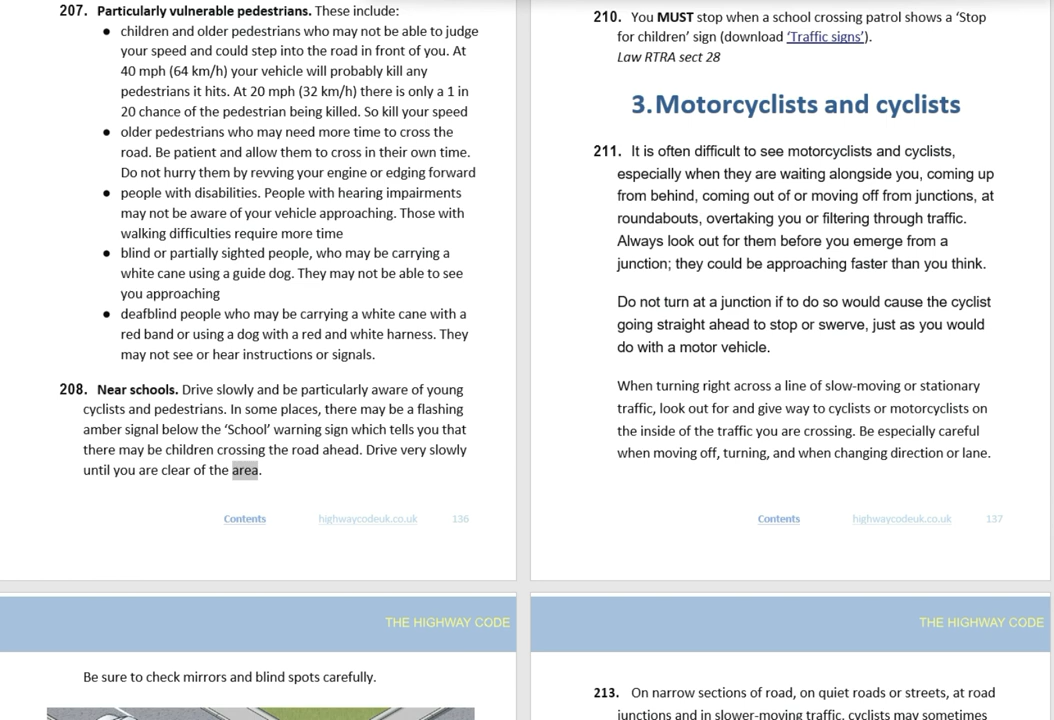 207. Particularly vulnerable pedestrians. These include:
● children and older pedestrians who may not be able to judge
your speed and could step into the road in front of you. At
40 mph (64 km/h) your vehicle will probably kill any
pedestrians it hits. At 20 mph (32 km/h) there is only a 1 in
20 chance of the pedestrian being killed. So kill your speed
● older pedestrians who may need more time to cross the
road. Be patient and allow them to cross in their own time.
Do not hurry them by revving your engine or edging forward
● people with disabilities. People with hearing impairments
may not be aware of your vehicle approaching. Those with
walking difficulties require more time
● blind or partially sighted people, who may be carrying a
white cane using a guide dog. They may not be able to see
you approaching
● deafblind people who may be carrying a white cane with a
red band or using a dog with a red and white harness. They
may not see or hear instructions or signals.
208. Near schools. Drive slowly and be particularly aware of young
cyclists and pedestrians. In some places, there may be a flashing
amber signal below the ‘School’ warning sign which tells you that
there may be children crossing the road ahead. Drive very slowly
until you are clear of the area.
Contents highwaycodeuk.co.uk 136
210. You MUST stop when a school crossing patrol shows a ‘Stop
for children’ sign (download ‘Traffic signs’).
Law RTRA sect 28
3.Motorcyclists and cyclists
211. It is often difficult to see motorcyclists and cyclists,
especially when they are waiting alongside you, coming up
from behind, coming out of or moving off from junctions, at
roundabouts, overtaking you or filtering through traffic.
Always look out for them before you emerge from a
junction; they could be approaching faster than you think.
Do not turn at a junction if to do so would cause the cyclist
going straight ahead to stop or swerve, just as you would
do with a motor vehicle.
When turning right across a line of slow-moving or stationary
traffic, look out for and give way to cyclists or motorcyclists on
the inside of the traffic you are crossing. Be especially careful
when moving off, turning, and when changing direction or lane.
Contents highwaycodeuk.co.uk 137
THE HIGHWAY CODE
Be sure to check mirrors and blind spots carefully.
THE HIGHWAY CODE
213. On narrow sections of road, on quiet roads or streets, at road
junctions and in slower-moving traffic, cyclists may sometimes